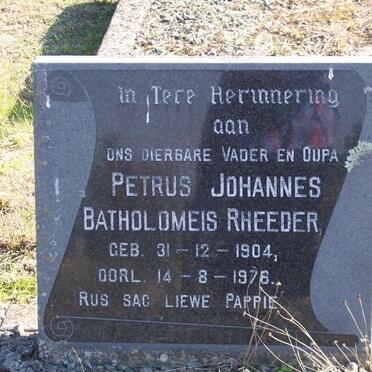 In Tere Herinnering
aan
ONS DIERBARE VADER EN OUPA
PETRUS JOHANNES
BATHOLOMEIS RHEEDER,
GEB. 31-12-1904,
OORL. 14-8-1976.
RUS SAG LIEWE PAPPIE